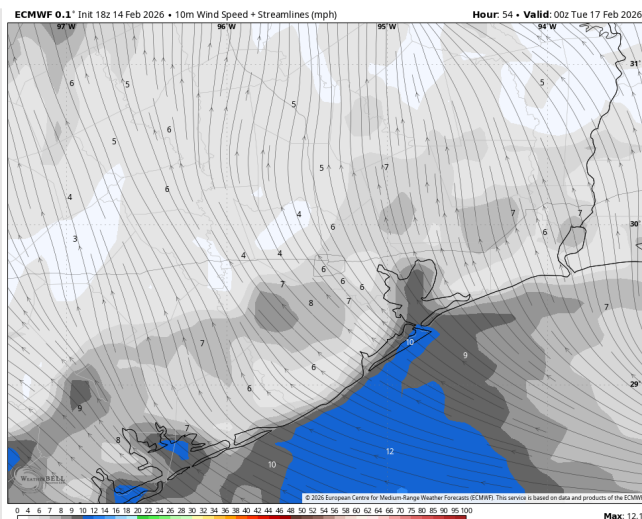 ECMWF 0.1° Init 18z 14 Feb 2026 • 10m Wind Speed + Streamlines (mph)
Hour: 54 • Valid: 00z Tue 17 Feb 2026
97°W 96°W 95°W 94°W
31°
6 5 5
5
5 6
5 7
4 6
4 7 7
3 6 6 30°
4 4
6
7 6 6
8 7 7
10
7 9
6
6 29°
9
7
8
12
10
WEATHERBELL
© 2026 European Centre for Medium-Range Weather Forecasts (ECMWF). This service is based on data and products of the ECMWF
0 4 6 7 8 9 10 12 14 16 18 20 22 24 26 28 30 32 34 36 38 40 42 44 46 48 50 52 54 56 58 60 65 70 75 80 85 90 95 100
Max: 12.1